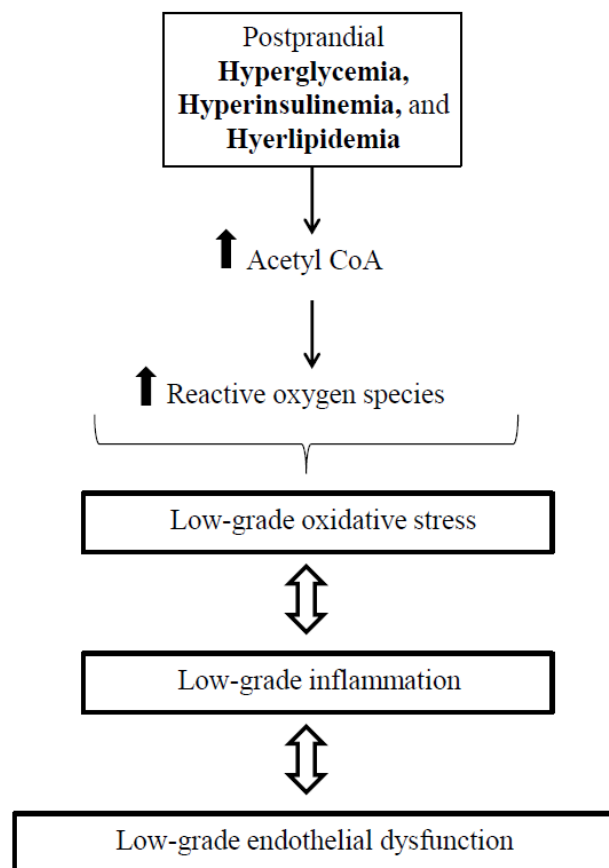 Postprandial
Hyperglycemia,
Hyperinsulinemia, and
Hyerlipidemia
Acetyl CoA
Reactive oxygen species
Low-grade oxidative stress
Low-grade inflammation
Low-grade endothelial dysfunction